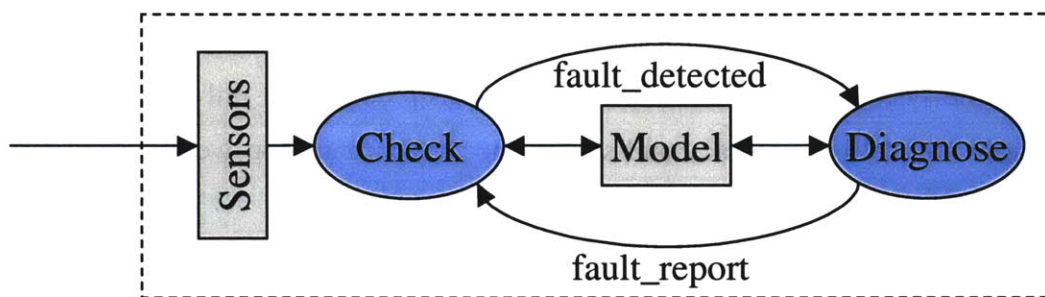 fault_detected
Sensors
Check
Model
Diagnose
fault_report